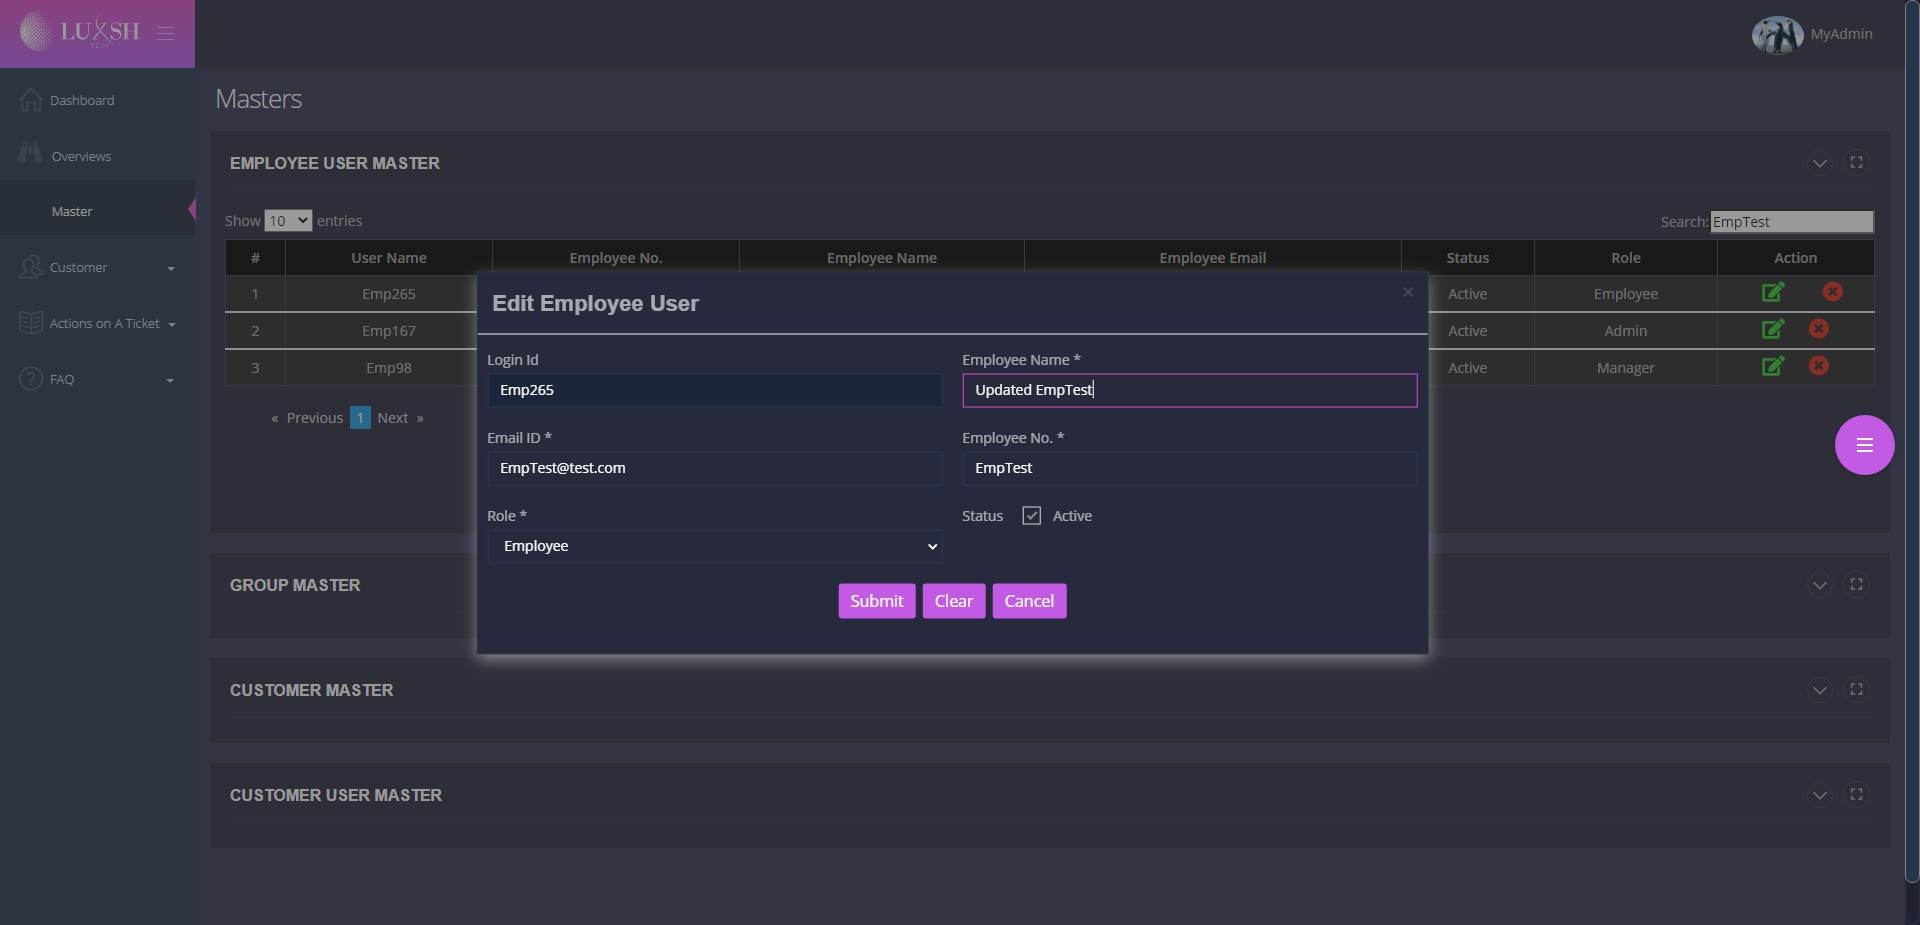 LUXSH
TECH
MyAdmin
Dashboard
Overviews
Master
Customer
Actions on A Ticket
FAQ
Masters
EMPLOYEE USER MASTER
Show 10 entries
Search: EmpTest
# User Name Employee No. Employee Name Employee Email Status Role Action
1 Emp265 Active Employee
2 Emp167 Active Admin
3 Emp98 Active Manager
« Previous 1 Next »
Edit Employee User
×
Login Id
Emp265
Employee Name *
Updated EmpTest
Email ID *
EmpTest@test.com
Employee No. *
EmpTest
Role *
Employee
Status Active
Submit Clear Cancel
GROUP MASTER
CUSTOMER MASTER
CUSTOMER USER MASTER